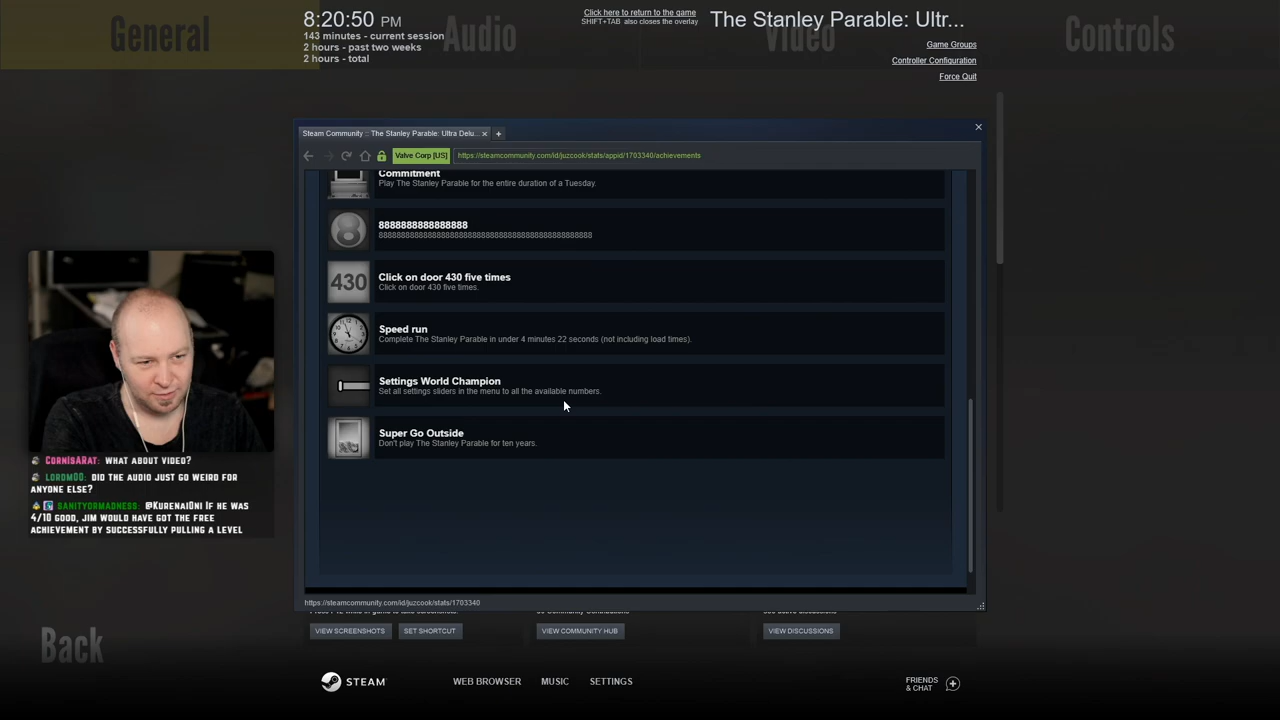 General
Audio
Video
Controls
8:20:50 PM
143 minutes - current session
2 hours - past two weeks
2 hours - total
Click here to return to the game
SHIFT+TAB also closes the overlay
The Stanley Parable: Ultr...
Game Groups
Controller Configuration
Force Quit
Steam Community :: The Stanley Parable: Ultra Delu...
Valve Corp [US]
https://steamcommunity.com/id/juzcook/stats/appid/1703340/achievements
Commitment
Play The Stanley Parable for the entire duration of a Tuesday.
8888888888888888
430
Click on door 430 five times
Click on door 430 five times.
Speed run
Complete The Stanley Parable in under 4 minutes 22 seconds (not including load times).
Settings World Champion
Set all settings sliders in the menu to all the available numbers.
Super Go Outside
Don't play The Stanley Parable for ten years.
CornisARat: What about video?
LordM00: Did the audio just go weird for
anyone else?
SanityOrMadness: @KurenaiOni If he was
4/10 good, Jim would have got the free
achievement by successfully pulling a level
https://steamcommunity.com/id/juzcook/stats/1703340
VIEW SCREENSHOTS
SET SHORTCUT
VIEW COMMUNITY HUB
VIEW DISCUSSIONS
Back
STEAM
WEB BROWSER
MUSIC
SETTINGS
FRIENDS
& CHAT